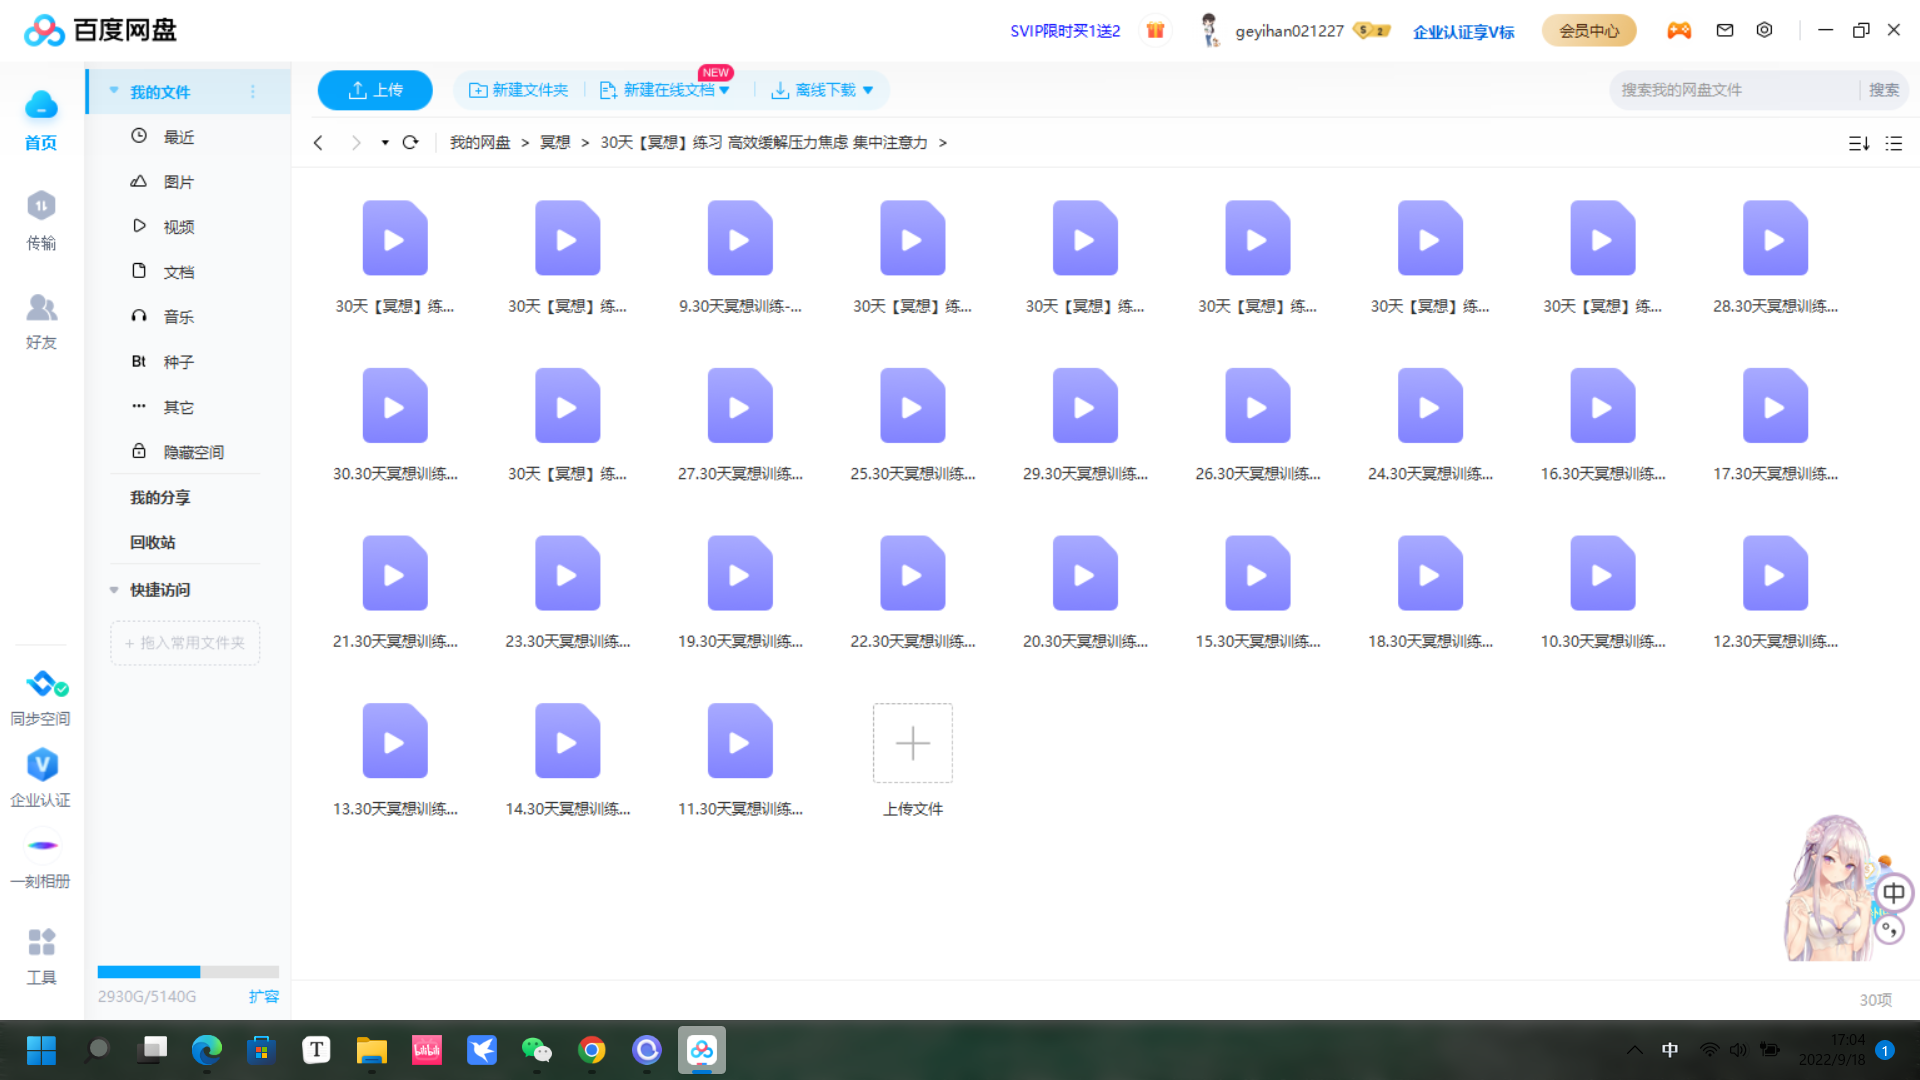 百度网盘
SVIP限时买1送2
geyihan021227
S 2
企业认证享V标
会员中心
首页
传输
好友
同步空间
企业认证
一刻相册
工具
我的文件
最近
图片
视频
文档
音乐
Bt 种子
其它
隐藏空间
我的分享
回收站
快捷访问
+ 拖入常用文件夹
2930G/5140G
扩容
上传
新建文件夹
新建在线文档
NEW
离线下载
搜索我的网盘文件
搜索
我的网盘 > 冥想 > 30天【冥想】练习 高效缓解压力焦虑 集中注意力 >
30天【冥想】练...
30天【冥想】练...
9.30天冥想训练-...
30天【冥想】练...
30天【冥想】练...
30天【冥想】练...
30天【冥想】练...
30天【冥想】练...
28.30天冥想训练...
30.30天冥想训练...
30天【冥想】练...
27.30天冥想训练...
25.30天冥想训练...
29.30天冥想训练...
26.30天冥想训练...
24.30天冥想训练...
16.30天冥想训练...
17.30天冥想训练...
21.30天冥想训练...
23.30天冥想训练...
19.30天冥想训练...
22.30天冥想训练...
20.30天冥想训练...
15.30天冥想训练...
18.30天冥想训练...
10.30天冥想训练...
12.30天冥想训练...
13.30天冥想训练...
14.30天冥想训练...
11.30天冥想训练...
上传文件
中
°,
30项
T
bilibili
中
17:04
2022/9/18
1